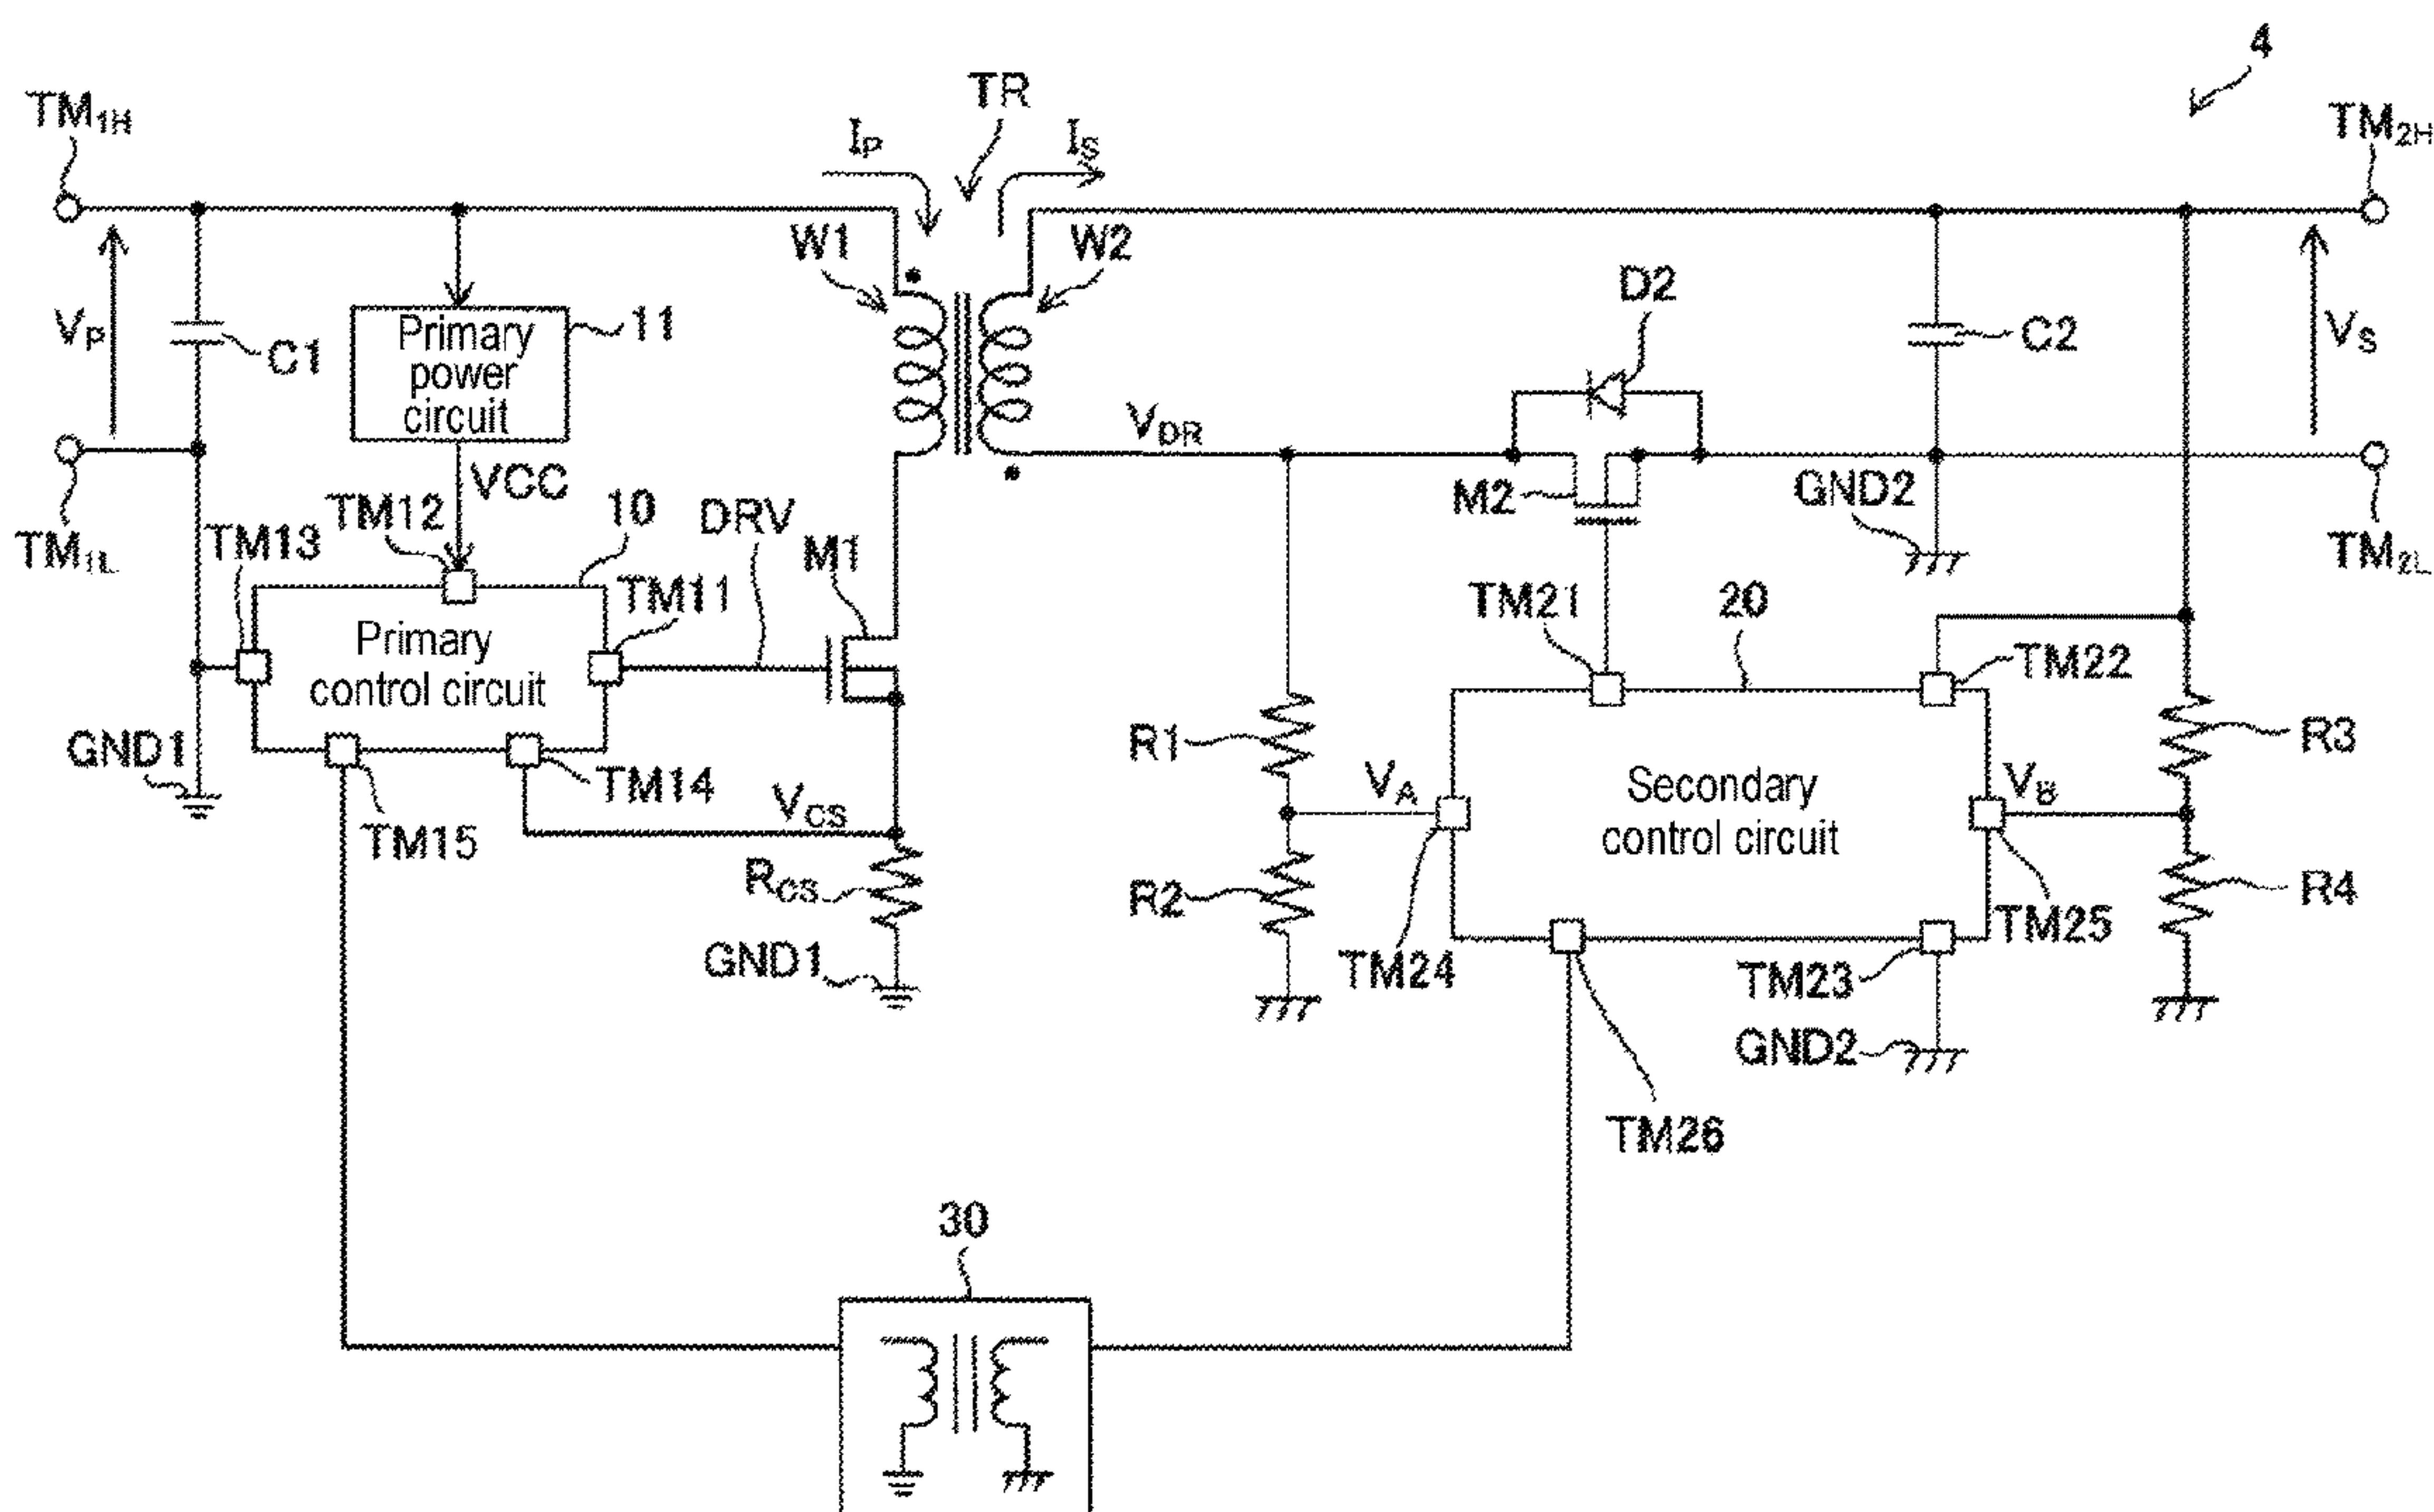 4
TR
TM1H
IP
IS
TM2H
W1
W2
D2
VP
C1
Primary
power
circuit
11
C2
VS
VDR
VCC
TM1L
TM13
TM12
10
DRV
M1
M2
GND2
TM2L
TM11
TM21
20
Primary
control circuit
TM22
GND1
TM14
R1
R3
TM15
VCS
VA
Secondary
control circuit
VB
RCS
R2
R4
GND1
TM24
TM23
TM25
GND2
TM26
30